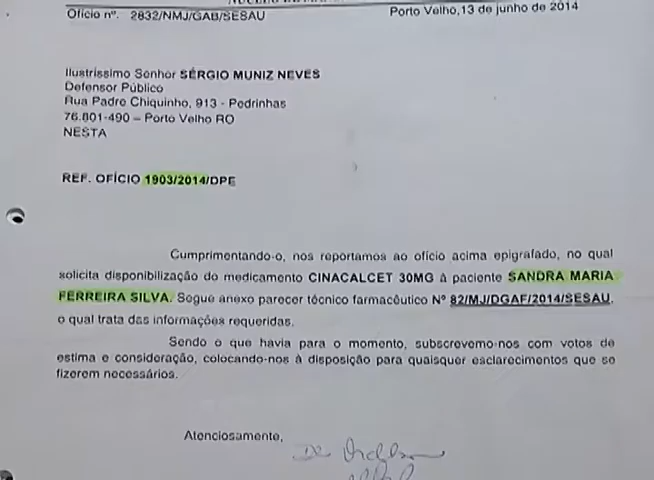 Ofício nº. 2832/NMJ/GAB/SESAU
Porto Velho,13 de junho de 2014
Ilustríssimo Senhor SÉRGIO MUNIZ NEVES
Defensor Público
Rua Padre Chiquinho, 913 - Pedrinhas
76.801-490 – Porto Velho RO
NESTA
REF. OFÍCIO 1903/2014/DPE
Cumprimentando-o, nos reportamos ao ofício acima epigrafado, no qual
solicita disponibilização do medicamento CINACALCET 30MG à paciente SANDRA MARIA
FERREIRA SILVA. Segue anexo parecer técnico farmacêutico Nº 82/MJ/DGAF/2014/SESAU,
o qual trata das informações requeridas.
Sendo o que havia para o momento, subscrevemo-nos com votos de
estima e consideração, colocando-nos à disposição para quaisquer esclarecimentos que se
fizerem necessários.
Atenciosamente,